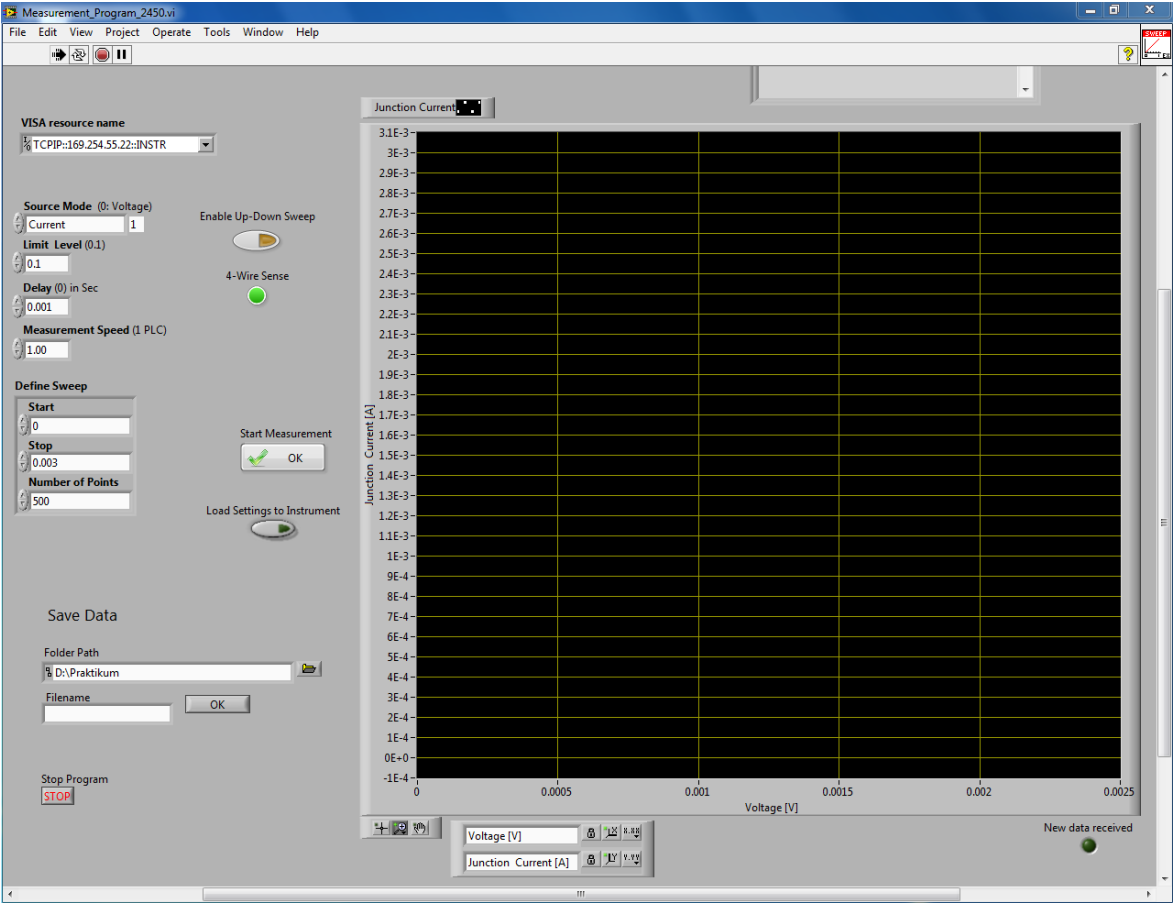 Measurement_Program_2450.vi
File Edit View Project Operate Tools Window Help
SWEEP
VISA resource name
TCPIP::169.254.55.22::INSTR
Source Mode (0: Voltage)
Current 1
Limit Level (0.1)
0.1
Delay (0) in Sec
0.001
Measurement Speed (1 PLC)
1.00
Enable Up-Down Sweep
4-Wire Sense
Define Sweep
Start
0
Stop
0.003
Number of Points
500
Start Measurement
OK
Load Settings to Instrument
Save Data
Folder Path
D:\Praktikum
Filename
OK
Stop Program
STOP
Junction Current
3.1E-3
3E-3
2.9E-3
2.8E-3
2.7E-3
2.6E-3
2.5E-3
2.4E-3
2.3E-3
2.2E-3
2.1E-3
2E-3
1.9E-3
1.8E-3
1.7E-3
1.6E-3
1.5E-3
1.4E-3
1.3E-3
1.2E-3
1.1E-3
1E-3
9E-4
8E-4
7E-4
6E-4
5E-4
4E-4
3E-4
2E-4
1E-4
0E+0
-1E-4
Junction Current [A]
0 0.0005 0.001 0.0015 0.002 0.0025
Voltage [V]
Voltage [V]
Junction Current [A]
New data received